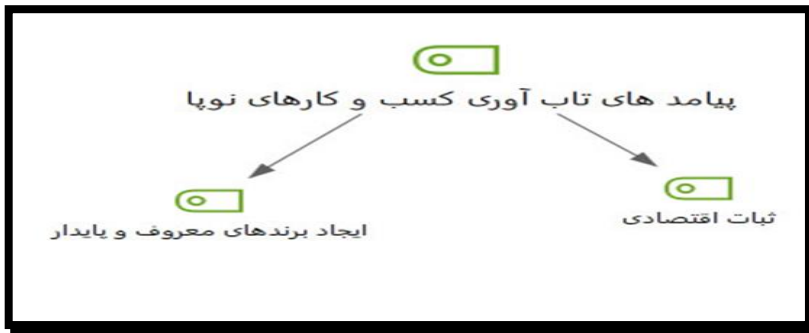 پیامد های تاب آوری کسب و کارهای نوپا
ثبات اقتصادی
ایجاد برندهای معروف و پایدار